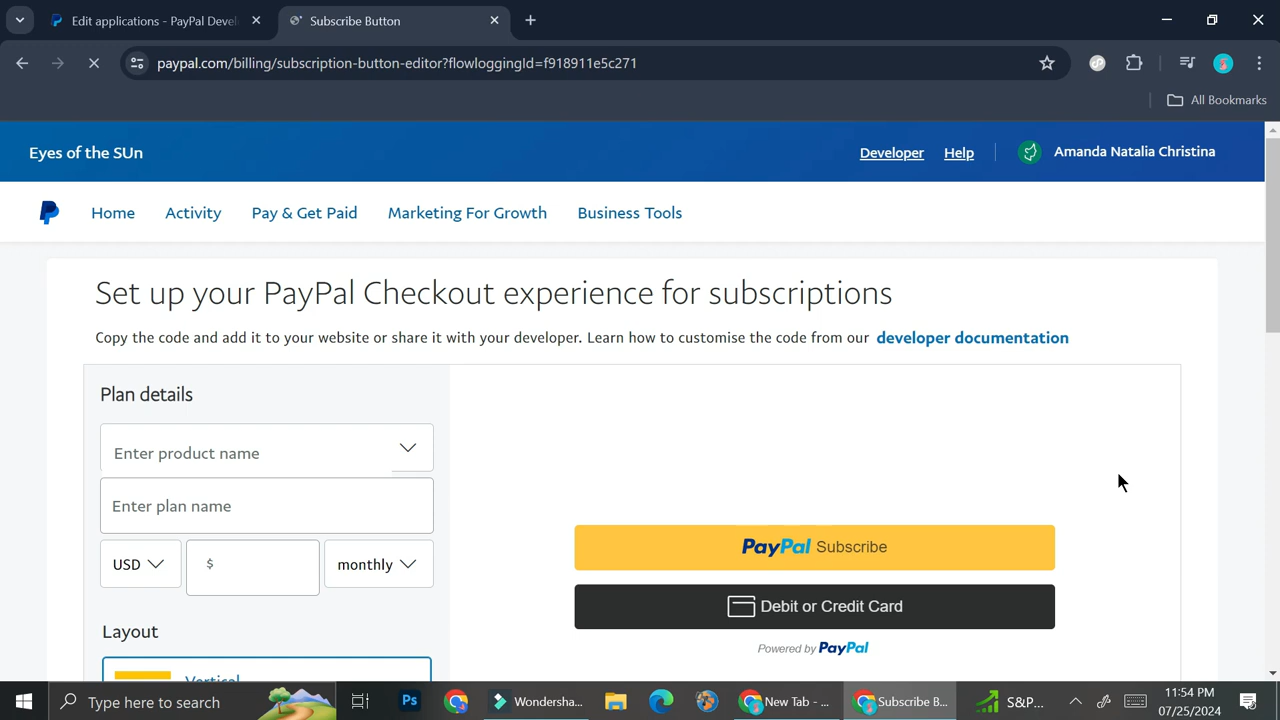 Edit applications - PayPal Devel
Subscribe Button
paypal.com/billing/subscription-button-editor?flowloggingId=f918911e5c271
All Bookmarks
Eyes of the SUn
Developer
Help
Amanda Natalia Christina
Home
Activity
Pay & Get Paid
Marketing For Growth
Business Tools
Set up your PayPal Checkout experience for subscriptions
Copy the code and add it to your website or share it with your developer. Learn how to customise the code from our developer documentation
Plan details
Enter product name
Enter plan name
USD
$
monthly
Layout
Vertical
PayPal Subscribe
Debit or Credit Card
Powered by PayPal
Type here to search
Ps
Wondersha...
New Tab - ...
Subscribe B...
S&P...
11:54 PM
07/25/2024